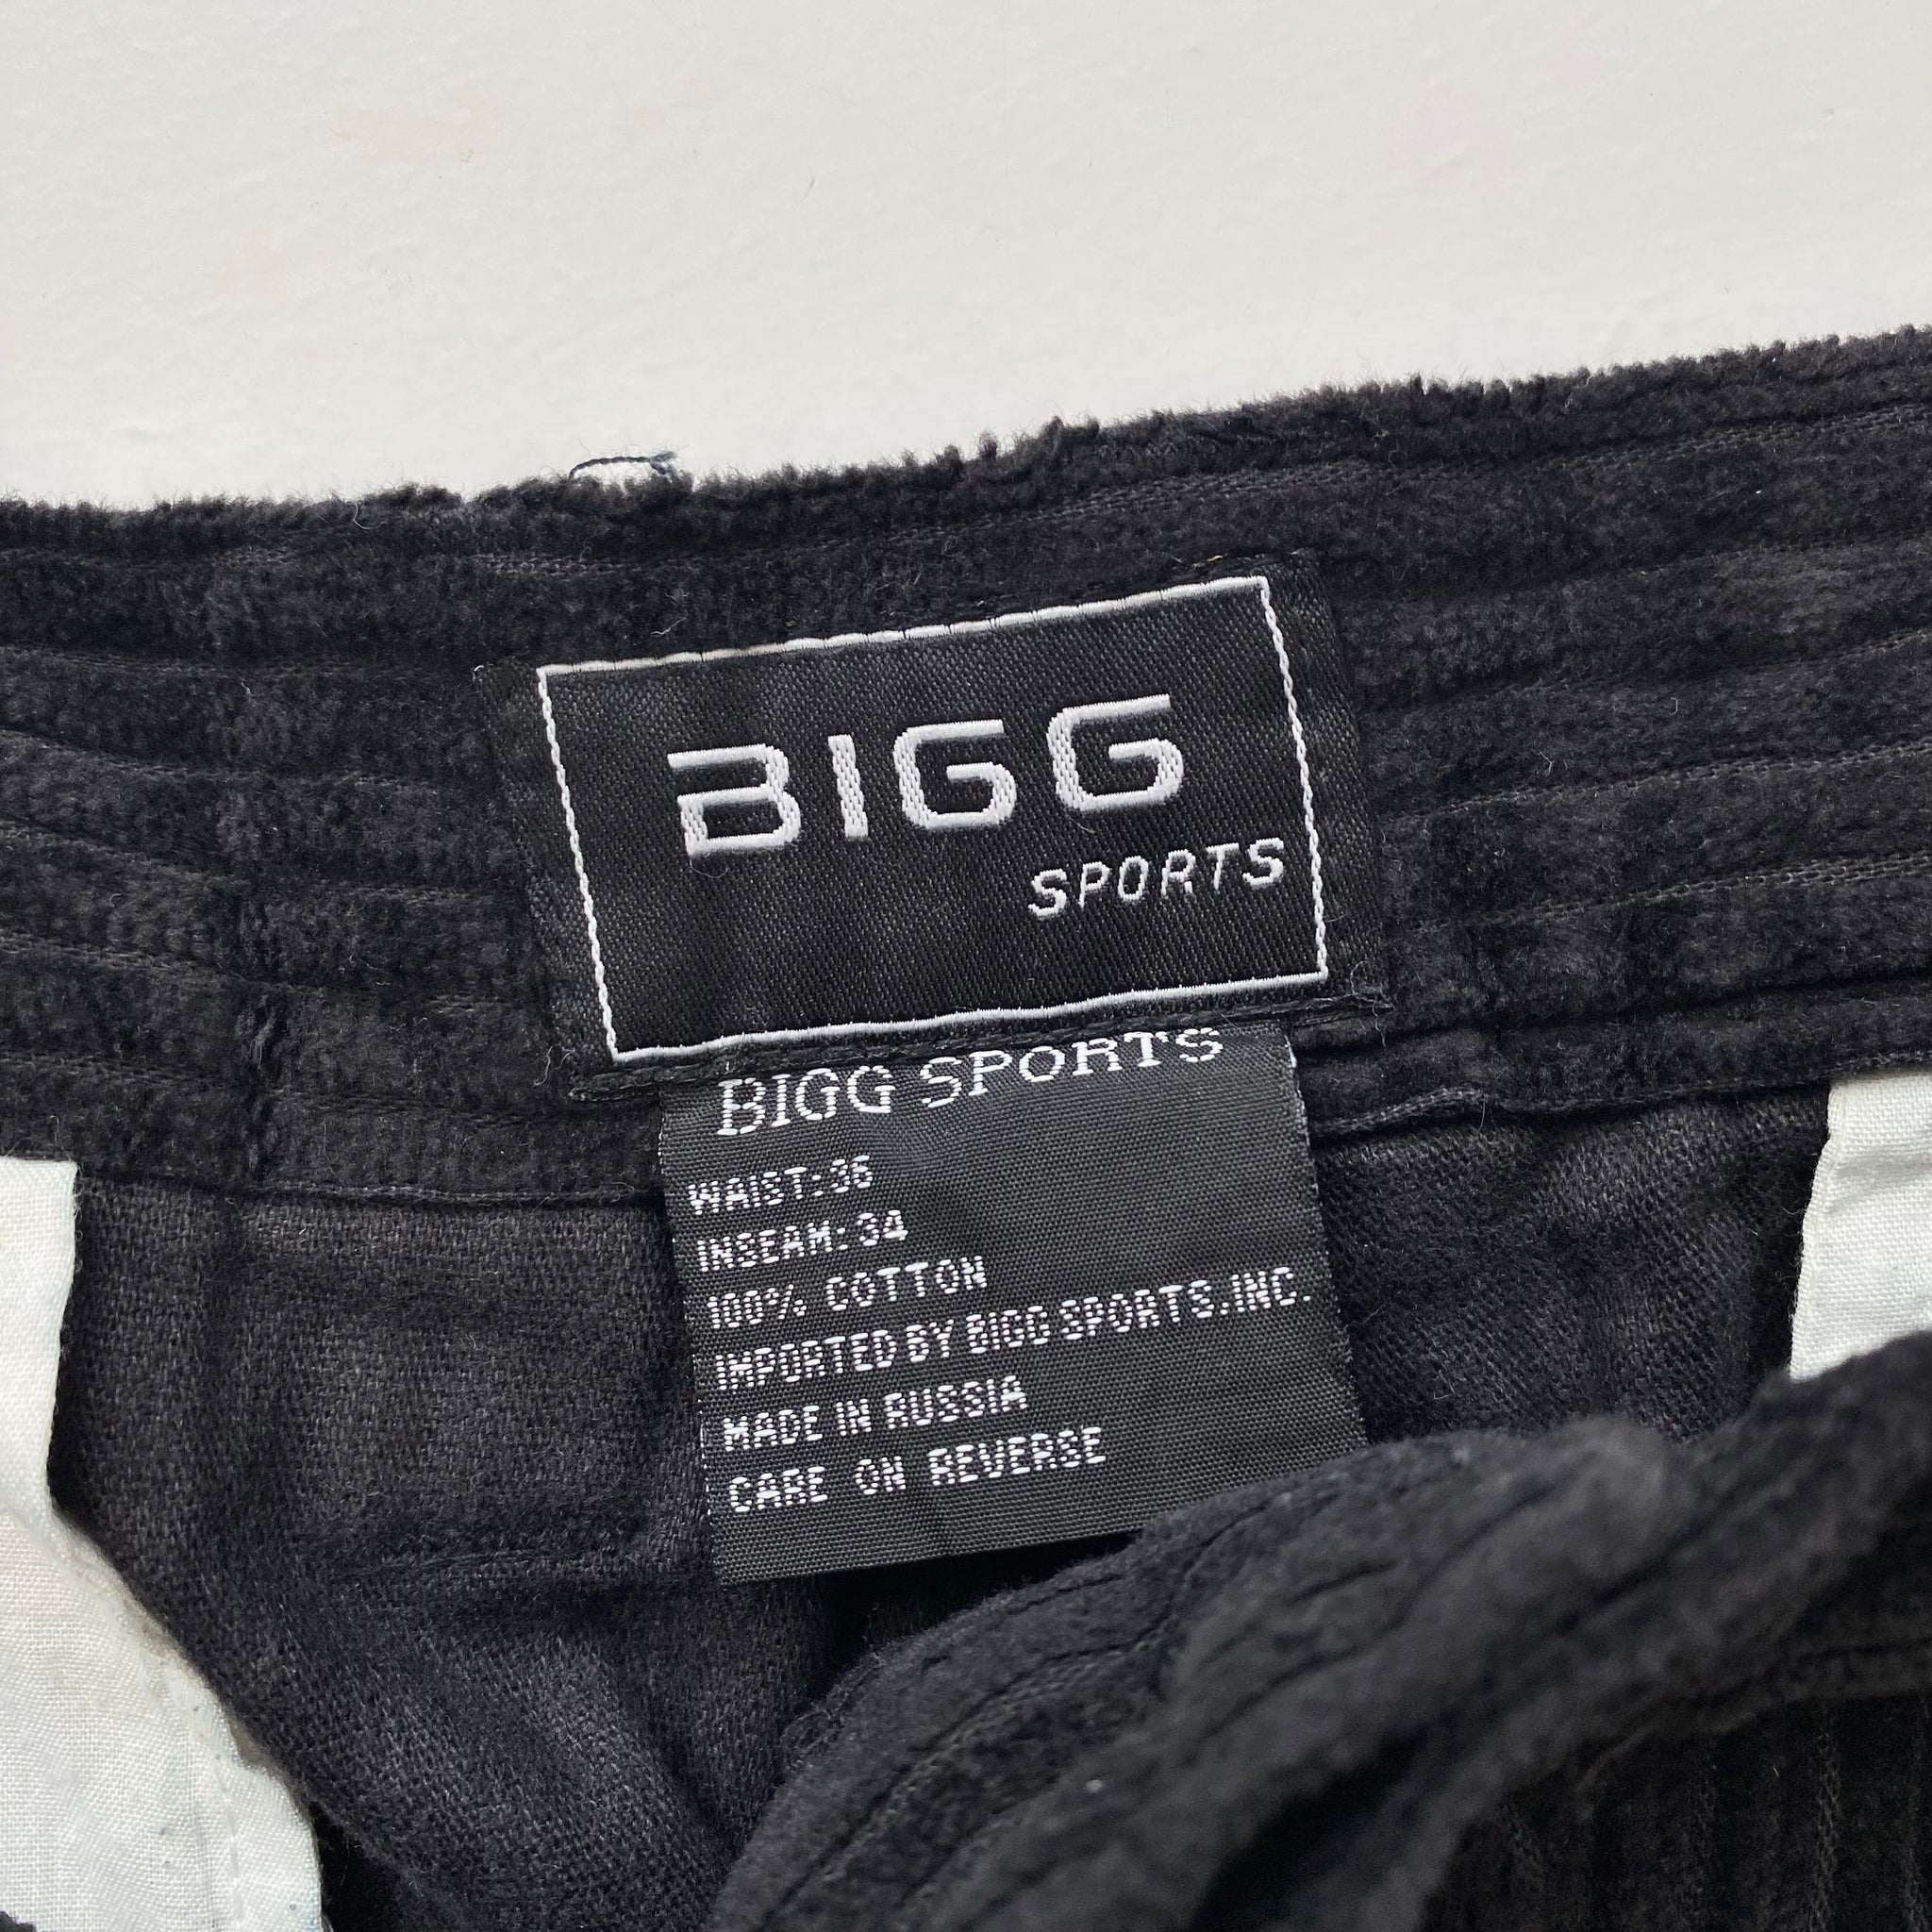 BIGG
SPORTS
BIGG SPORTS
WAIST:36
INSEAM:34
100% COTTON
IMPORTED BY BIGG SPORTS.INC.
MADE IN RUSSIA
CARE ON REVERSE